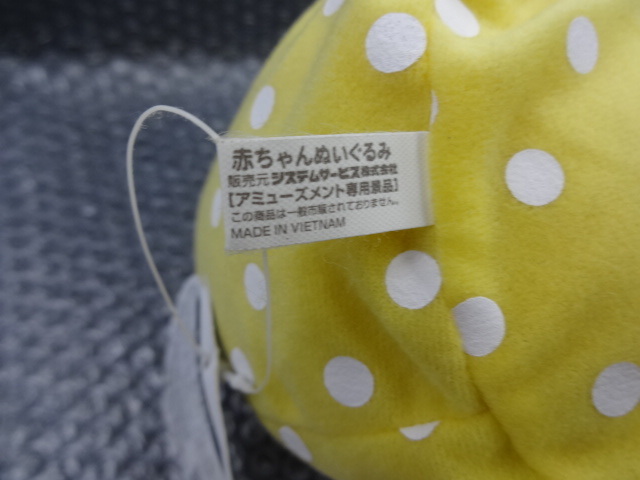 赤ちゃんぬいぐるみ
販売元 システムサービス株式会社
【アミューズメント専用景品】
この商品は一般市販されておりません。
MADE IN VIETNAM